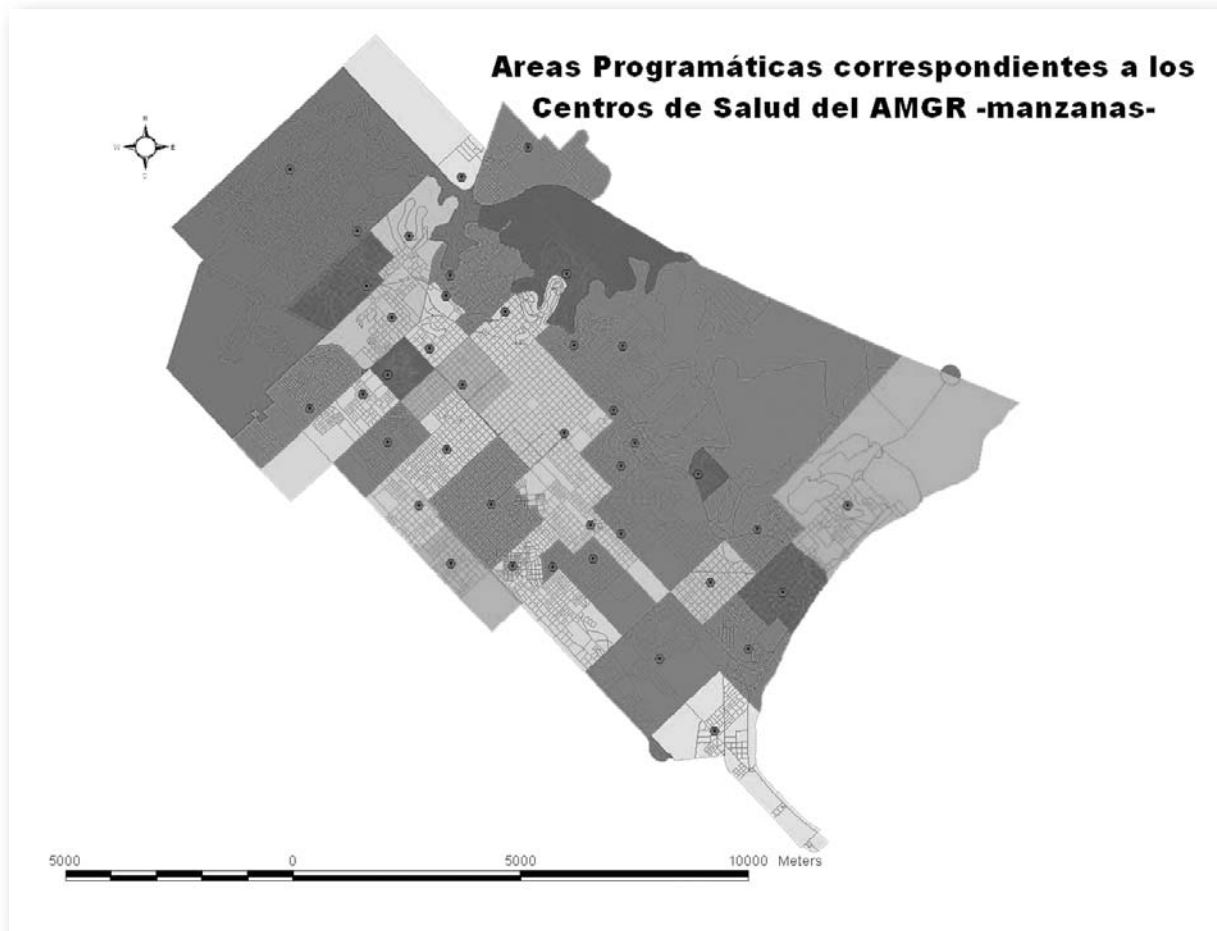 Areas Programáticas correspondientes a los
Centros de Salud del AMGR -manzanas-
N
W E
S
5000 0 5000 10000 Meters